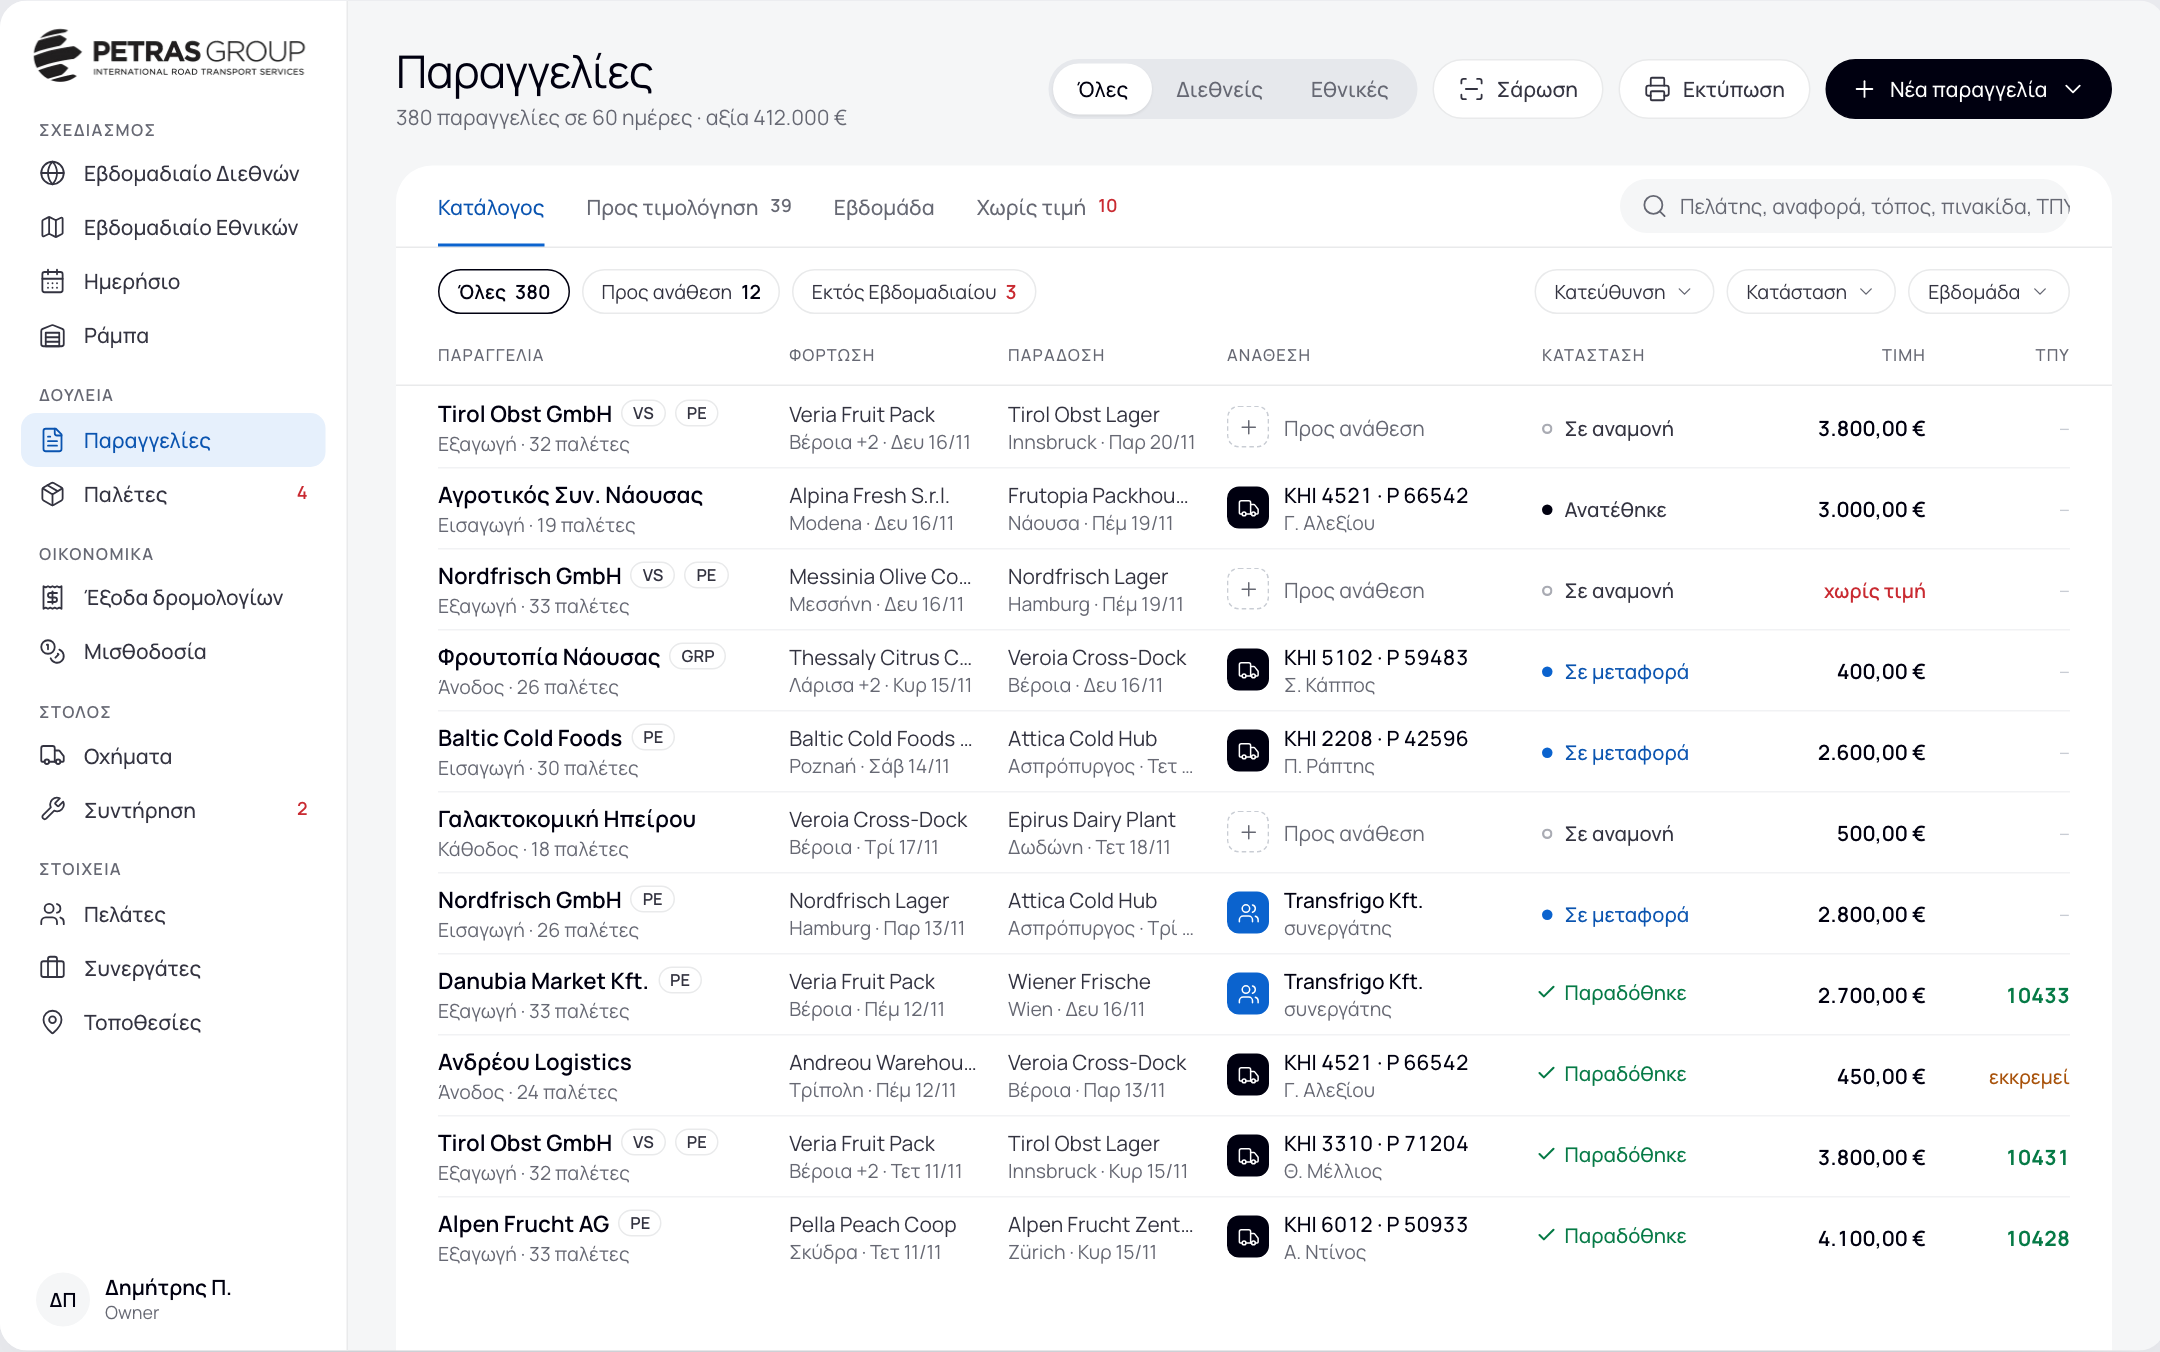 PETRAS GROUP
INTERNATIONAL ROAD TRANSPORT SERVICES
ΣΧΕΔΙΑΣΜΟΣ
Εβδομαδιαίο Διεθνών
Εβδομαδιαίο Εθνικών
Ημερήσιο
Ράμπα
ΔΟΥΛΕΙΑ
Παραγγελίες
Παλέτες 4
ΟΙΚΟΝΟΜΙΚΑ
Έξοδα δρομολογίων
Μισθοδοσία
ΣΤΟΛΟΣ
Οχήματα
Συντήρηση 2
ΣΤΟΙΧΕΙΑ
Πελάτες
Συνεργάτες
Τοποθεσίες
ΔΠ
Δημήτρης Π.
Owner
Παραγγελίες
380 παραγγελίες σε 60 ημέρες · αξία 412.000 €
Όλες Διεθνείς Εθνικές Σάρωση Εκτύπωση Νέα παραγγελία
Κατάλογος Προς τιμολόγηση 39 Εβδομάδα Χωρίς τιμή 10 Πελάτης, αναφορά, τόπος, πινακίδα, ΤΠΥ
Όλες 380 Προς ανάθεση 12 Εκτός Εβδομαδιαίου 3 Κατεύθυνση Κατάσταση Εβδομάδα
ΠΑΡΑΓΓΕΛΙΑ ΦΟΡΤΩΣΗ ΠΑΡΑΔΟΣΗ ΑΝΑΘΕΣΗ ΚΑΤΑΣΤΑΣΗ ΤΙΜΗ ΤΠΥ
Tirol Obst GmbH VS PE Veria Fruit Pack Tirol Obst Lager Προς ανάθεση Σε αναμονή 3.800,00 € –
Εξαγωγή · 32 παλέτες Βέροια +2 · Δευ 16/11 Innsbruck · Παρ 20/11
Αγροτικός Συν. Νάουσας Alpina Fresh S.r.l. Frutopia Packhou… ΚΗΙ 4521 · Ρ 66542 Ανατέθηκε 3.000,00 € –
Εισαγωγή · 19 παλέτες Modena · Δευ 16/11 Νάουσα · Πέμ 19/11 Γ. Αλεξίου
Nordfrisch GmbH VS PE Messinia Olive Co… Nordfrisch Lager Προς ανάθεση Σε αναμονή χωρίς τιμή –
Εξαγωγή · 33 παλέτες Μεσσήνη · Δευ 16/11 Hamburg · Πέμ 19/11
Φρουτοπία Νάουσας GRP Thessaly Citrus C… Veroia Cross-Dock ΚΗΙ 5102 · Ρ 59483 Σε μεταφορά 400,00 € –
Άνοδος · 26 παλέτες Λάρισα +2 · Κυρ 15/11 Βέροια · Δευ 16/11 Σ. Κάππος
Baltic Cold Foods PE Baltic Cold Foods … Attica Cold Hub ΚΗΙ 2208 · Ρ 42596 Σε μεταφορά 2.600,00 € –
Εισαγωγή · 30 παλέτες Poznań · Σάβ 14/11 Ασπρόπυργος · Τετ … Π. Ράπτης
Γαλακτοκομική Ηπείρου Veroia Cross-Dock Epirus Dairy Plant Προς ανάθεση Σε αναμονή 500,00 € –
Κάθοδος · 18 παλέτες Βέροια · Τρί 17/11 Δωδώνη · Τετ 18/11
Nordfrisch GmbH PE Nordfrisch Lager Attica Cold Hub Transfrigo Kft. Σε μεταφορά 2.800,00 € –
Εισαγωγή · 26 παλέτες Hamburg · Παρ 13/11 Ασπρόπυργος · Τρί … συνεργάτης
Danubia Market Kft. PE Veria Fruit Pack Wiener Frische Transfrigo Kft. Παραδόθηκε 2.700,00 € 10433
Εξαγωγή · 33 παλέτες Βέροια · Πέμ 12/11 Wien · Δευ 16/11 συνεργάτης
Ανδρέου Logistics Andreou Warehou… Veroia Cross-Dock ΚΗΙ 4521 · Ρ 66542 Παραδόθηκε 450,00 € εκκρεμεί
Άνοδος · 24 παλέτες Τρίπολη · Πέμ 12/11 Βέροια · Παρ 13/11 Γ. Αλεξίου
Tirol Obst GmbH VS PE Veria Fruit Pack Tirol Obst Lager ΚΗΙ 3310 · Ρ 71204 Παραδόθηκε 3.800,00 € 10431
Εξαγωγή · 32 παλέτες Βέροια +2 · Τετ 11/11 Innsbruck · Κυρ 15/11 Θ. Μέλλιος
Alpen Frucht AG PE Pella Peach Coop Alpen Frucht Zent… ΚΗΙ 6012 · Ρ 50933 Παραδόθηκε 4.100,00 € 10428
Εξαγωγή · 33 παλέτες Σκύδρα · Τετ 11/11 Zürich · Κυρ 15/11 Α. Ντίνος